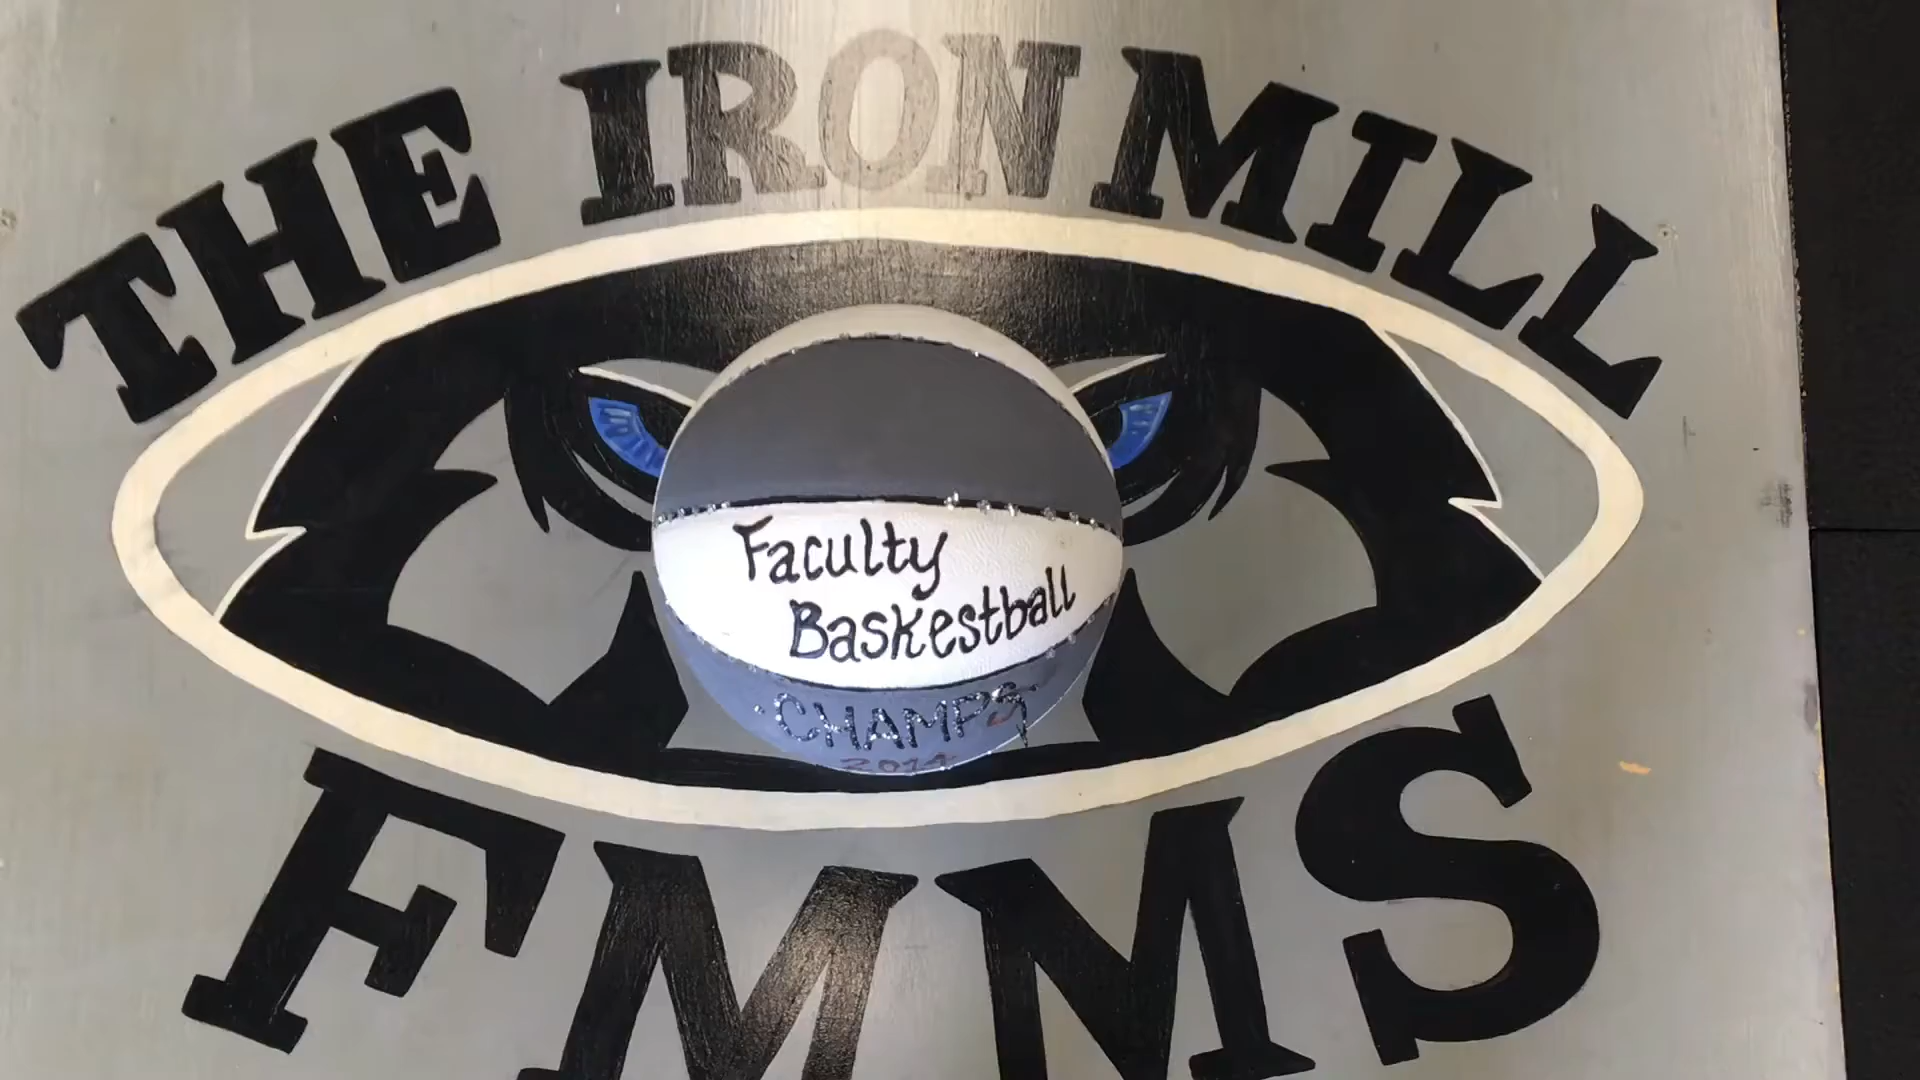 THE IRON MILL
Faculty
Baskestball
CHAMPS
FMMS